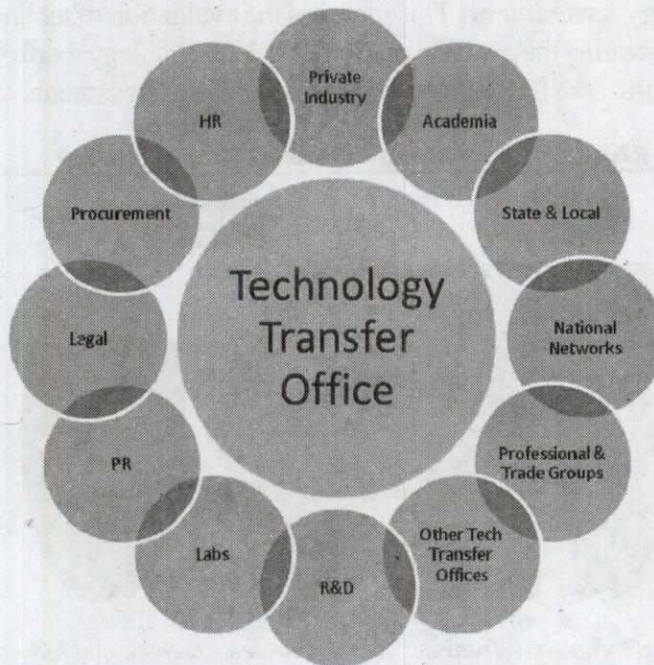 Private
Industry
Academia
State & Local
National
Networks
Professional &
Trade Groups
Other Tech
Transfer
Offices
R&D
Labs
PR
Legal
Procurement
HR
Technology
Transfer
Office